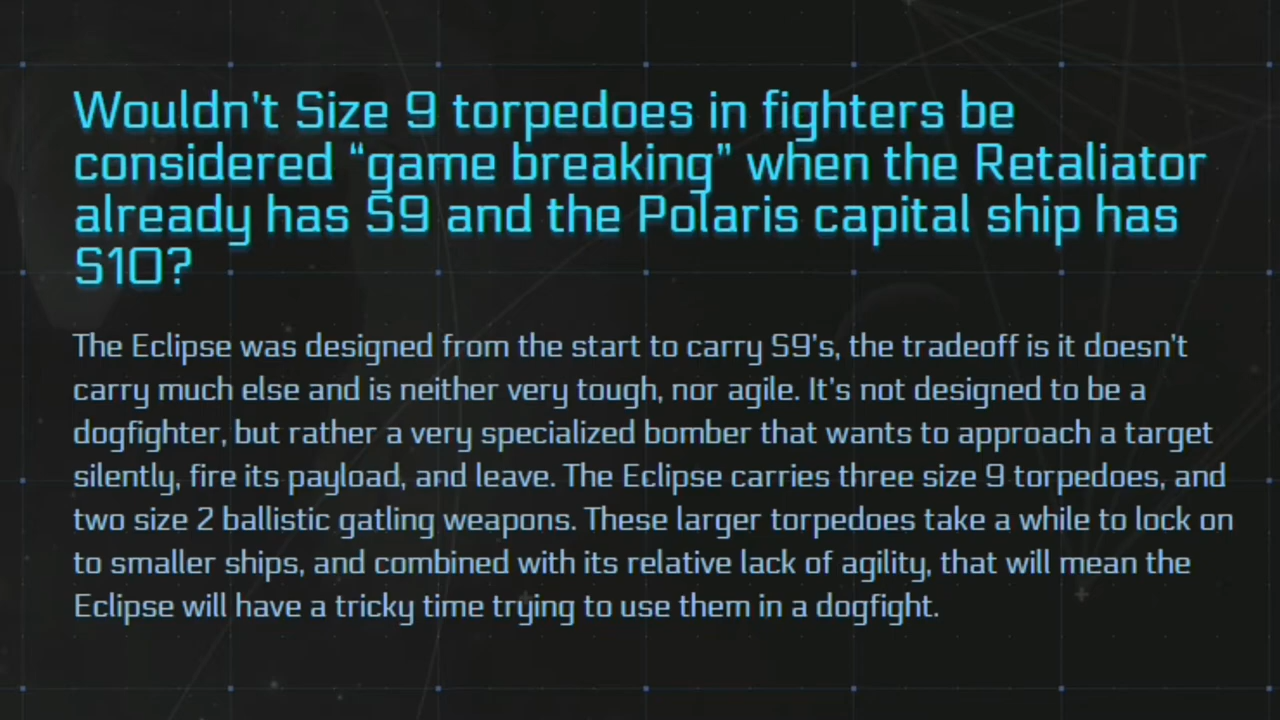 Wouldn't Size 9 torpedoes in fighters be
considered “game breaking” when the Retaliator
already has S9 and the Polaris capital ship has
S10?
The Eclipse was designed from the start to carry S9's, the tradeoff is it doesn't
carry much else and is neither very tough, nor agile. It's not designed to be a
dogfighter, but rather a very specialized bomber that wants to approach a target
silently, fire its payload, and leave. The Eclipse carries three size 9 torpedoes, and
two size 2 ballistic gatling weapons. These larger torpedoes take a while to lock on
to smaller ships, and combined with its relative lack of agility, that will mean the
Eclipse will have a tricky time trying to use them in a dogfight.